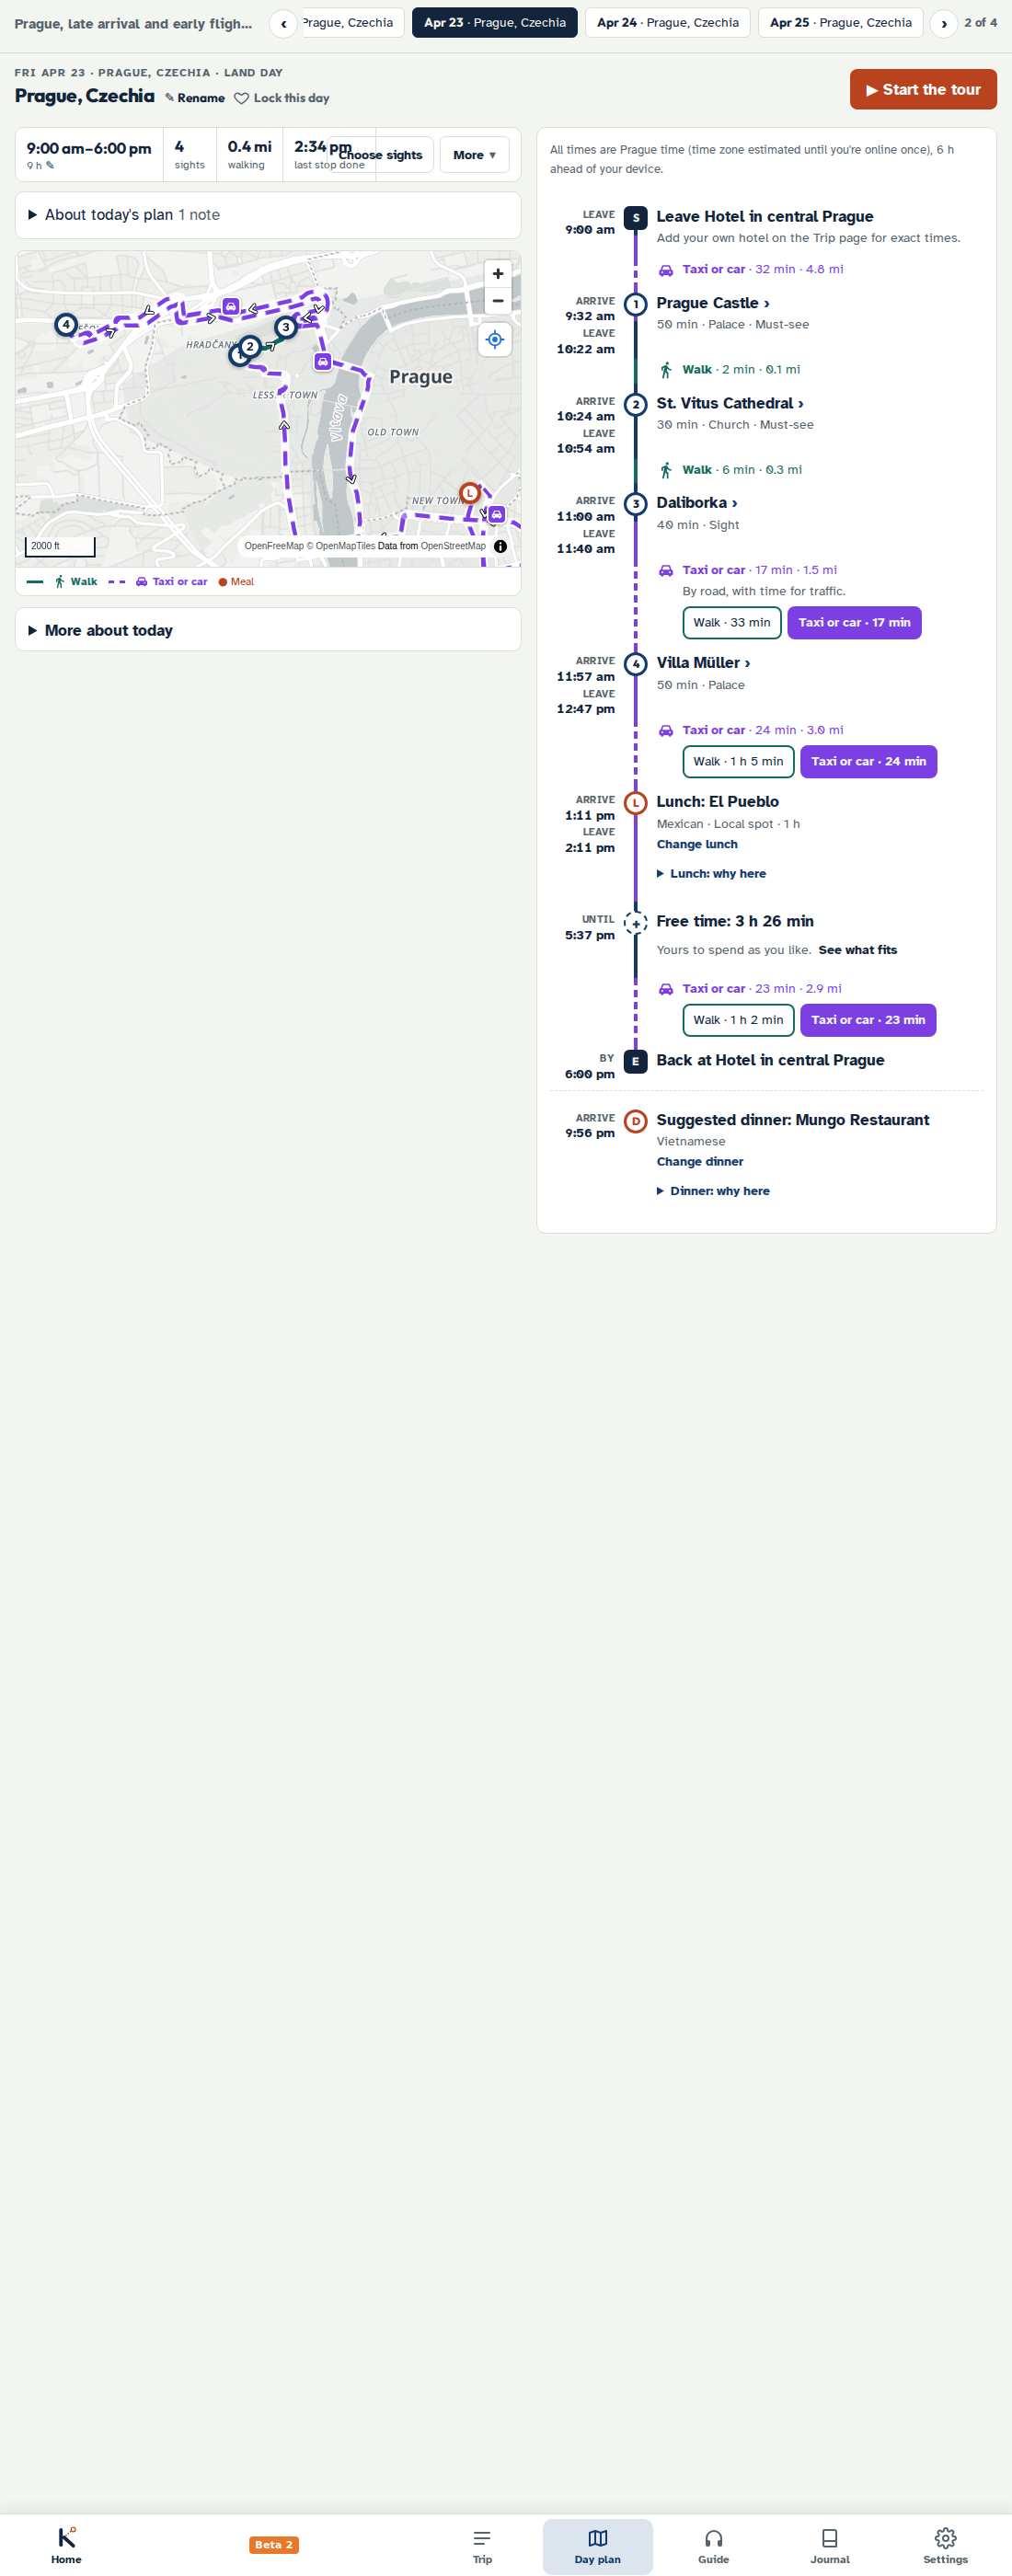 Prague, late arrival and early fligh...
‹
Prague, Czechia
Apr 23 · Prague, Czechia
Apr 24 · Prague, Czechia
Apr 25 · Prague, Czechia
›
2 of 4
FRI APR 23 · PRAGUE, CZECHIA · LAND DAY
Prague, Czechia
✎ Rename
Lock this day
▶ Start the tour
9:00 am–6:00 pm
9 h ✎
4
sights
0.4 mi
walking
2:34 pm
last stop done
Choose sights
More ▼
▶ About today's plan 1 note
4
HRADČANY
1
2
3
LESS TOWN
Prague
Vltava
OLD TOWN
NEW TOWN
L
+
−
2000 ft
OpenFreeMap © OpenMapTiles Data from OpenStreetMap
Walk
Taxi or car
Meal
▶ More about today
All times are Prague time (time zone estimated until you're online once), 6 h
ahead of your device.
LEAVE
9:00 am
S
Leave Hotel in central Prague
Add your own hotel on the Trip page for exact times.
Taxi or car · 32 min · 4.8 mi
ARRIVE
9:32 am
LEAVE
10:22 am
1
Prague Castle ›
50 min · Palace · Must-see
Walk · 2 min · 0.1 mi
ARRIVE
10:24 am
LEAVE
10:54 am
2
St. Vitus Cathedral ›
30 min · Church · Must-see
Walk · 6 min · 0.3 mi
ARRIVE
11:00 am
LEAVE
11:40 am
3
Daliborka ›
40 min · Sight
Taxi or car · 17 min · 1.5 mi
By road, with time for traffic.
Walk · 33 min
Taxi or car · 17 min
ARRIVE
11:57 am
LEAVE
12:47 pm
4
Villa Müller ›
50 min · Palace
Taxi or car · 24 min · 3.0 mi
Walk · 1 h 5 min
Taxi or car · 24 min
ARRIVE
1:11 pm
LEAVE
2:11 pm
L
Lunch: El Pueblo
Mexican · Local spot · 1 h
Change lunch
▶ Lunch: why here
UNTIL
5:37 pm
+
Free time: 3 h 26 min
Yours to spend as you like. See what fits
Taxi or car · 23 min · 2.9 mi
Walk · 1 h 2 min
Taxi or car · 23 min
BY
6:00 pm
E
Back at Hotel in central Prague
ARRIVE
9:56 pm
D
Suggested dinner: Mungo Restaurant
Vietnamese
Change dinner
▶ Dinner: why here
Home
Beta 2
Trip
Day plan
Guide
Journal
Settings